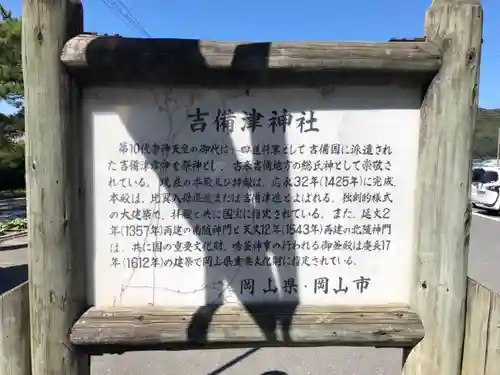 吉備津神社
第10代崇神天皇の御代に、四道将軍として吉備国に派遣され
た吉備津彦命を祭神とし、古来吉備地方の総氏神として崇敬さ
れている。現在の本殿及び拝殿は、応永32年(1425年)に完成
本殿は、比翼入母屋造または吉備津造とよばれる。独創的様式
の大建築で、拝殿と共に国宝に指定されている。また、延文2
年(1357年)再建の南随神門と天文12年(1543年)再建の北随神門
は、共に国の重要文化財、鳴釜神事の行われる御釜殿は慶長17
年(1612年)の建築で岡山県重要文化財に指定されている。
岡山県・岡山市